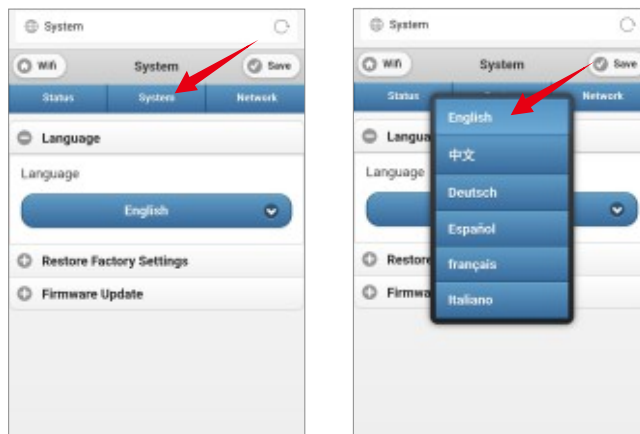 System
Wifi System Save
Status System Network
Language
Language
English
Restore Factory Settings
Firmware Update
System
Wifi System Save
Status Network
Langua
Language
English
中文
Deutsch
Español
français
Italiano
Restore
Firmwa